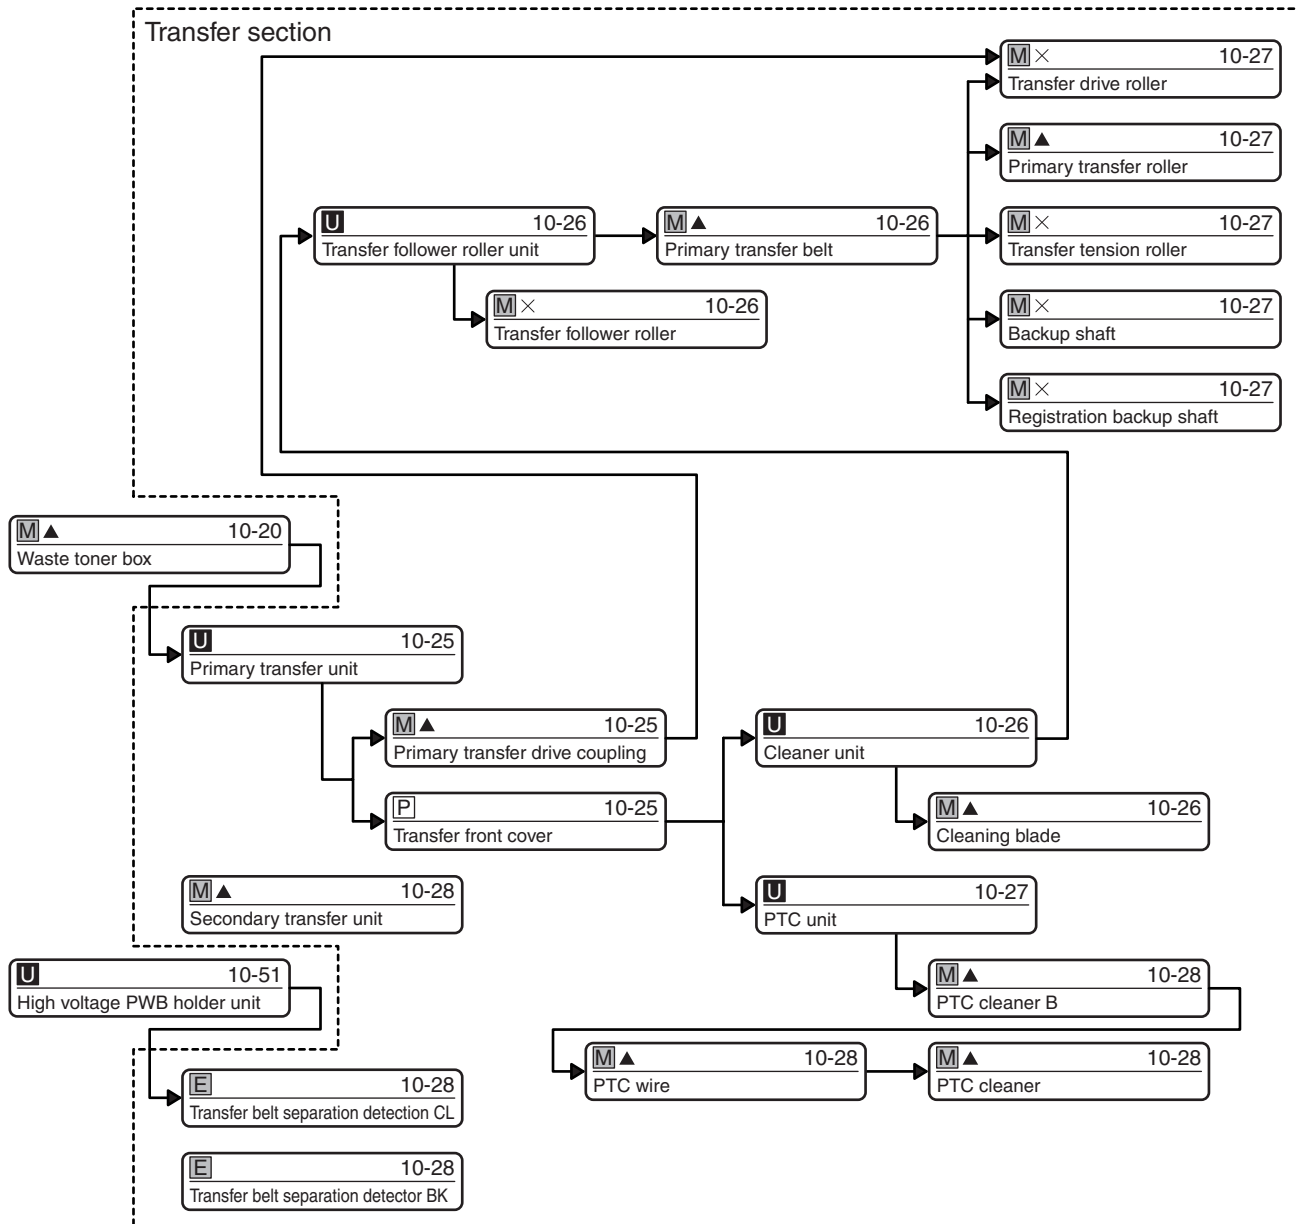 Transfer section
M × 10-27
Transfer drive roller
M ▲ 10-27
Primary transfer roller
U 10-26
Transfer follower roller unit
M ▲ 10-26
Primary transfer belt
M × 10-27
Transfer tension roller
M × 10-26
Transfer follower roller
M × 10-27
Backup shaft
M × 10-27
Registration backup shaft
M ▲ 10-20
Waste toner box
U 10-25
Primary transfer unit
M ▲ 10-25
Primary transfer drive coupling
U 10-26
Cleaner unit
P 10-25
Transfer front cover
M ▲ 10-26
Cleaning blade
M ▲ 10-28
Secondary transfer unit
U 10-27
PTC unit
U 10-51
High voltage PWB holder unit
M ▲ 10-28
PTC cleaner B
M ▲ 10-28
PTC wire
M ▲ 10-28
PTC cleaner
E 10-28
Transfer belt separation detection CL
E 10-28
Transfer belt separation detector BK